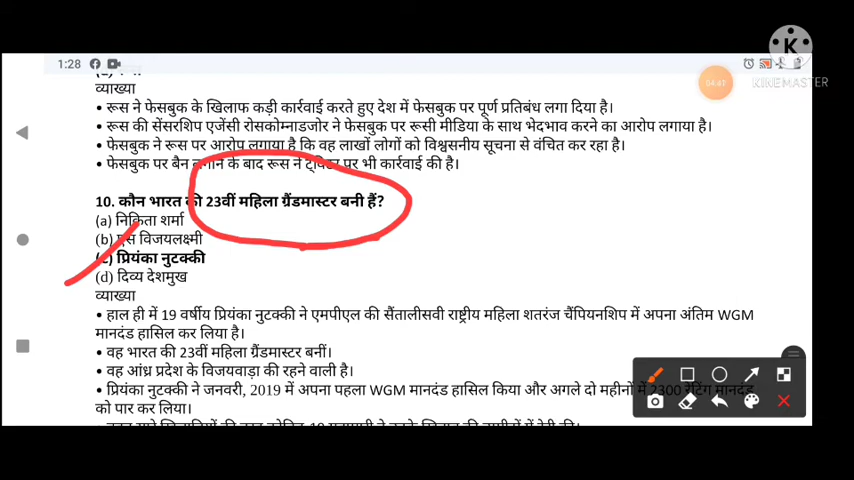 1:28
04:41
KINEMASTER
व्याख्या
• रूस ने फेसबुक के खिलाफ कड़ी कार्रवाई करते हुए देश में फेसबुक पर पूर्ण प्रतिबंध लगा दिया है।
• रूस की सेंसरशिप एजेंसी रोसकोम्नाडजोर ने फेसबुक पर रूसी मीडिया के साथ भेदभाव करने का आरोप लगाया है।
• फेसबुक ने रूस पर आरोप लगाया है कि वह लाखों लोगों को विश्वसनीय सूचना से वंचित कर रहा है।
• फेसबुक पर बैन लगाने के बाद रूस ने ट्विटर पर भी कार्रवाई की है।
10. कौन भारत की 23वीं महिला ग्रैंडमास्टर बनी हैं?
(a) निकिता शर्मा
(b) एस विजयलक्ष्मी
(c) प्रियंका नुटक्की
(d) दिव्य देशमुख
व्याख्या
• हाल ही में 19 वर्षीय प्रियंका नुटक्की ने एमपीएल की सैंतालीसवी राष्ट्रीय महिला शतरंज चैंपियनशिप में अपना अंतिम WGM
मानदंड हासिल कर लिया है।
• वह भारत की 23वीं महिला ग्रैंडमास्टर बनीं।
• वह आंध्र प्रदेश के विजयवाड़ा की रहने वाली है।
• प्रियंका नुटक्की ने जनवरी, 2019 में अपना पहला WGM मानदंड हासिल किया और अगले दो महीनों में 2300 रेटिंग मानदंड
को पार कर लिया।